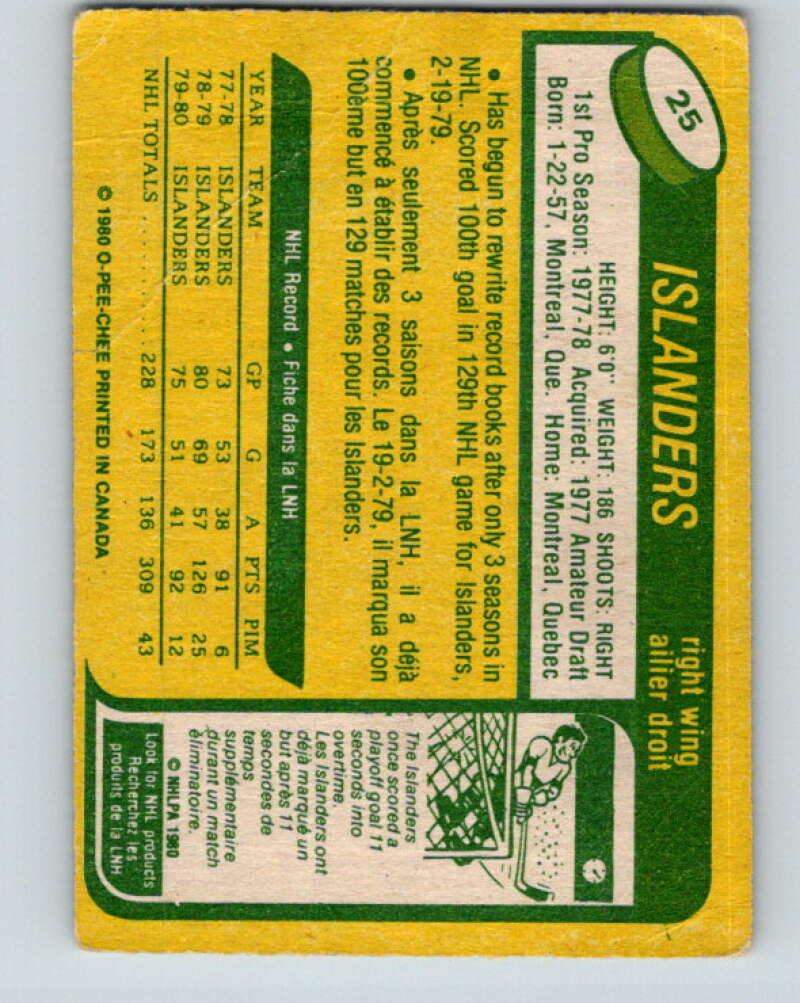 25
ISLANDERS
right wing
ailier droit
HEIGHT: 6'0" WEIGHT: 186 SHOOTS: RIGHT
1st Pro Season: 1977-78 Acquired: 1977 Amateur Draft
Born: 1-22-57, Montreal, Que. Home: Montreal, Quebec
• Has begun to rewrite record books after only 3 seasons in
NHL. Scored 100th goal in 129th NHL game for Islanders,
2-19-79.
• Après seulement 3 saisons dans la LNH, il a déjà
commencé à établir des records. Le 19-2-79, il marqua son
100ème but en 129 matches pour les Islanders.
NHL Record • Fiche dans la LNH
YEAR TEAM GP G A PTS PIM
77-78 ISLANDERS 73 53 38 91 6
78-79 ISLANDERS 80 69 57 126 25
79-80 ISLANDERS 75 51 41 92 12
NHL TOTALS .......... 228 173 136 309 43
© 1980 O-PEE-CHEE PRINTED IN CANADA
The Islanders
once scored a
playoff goal 11
seconds into
overtime.
Les Islanders ont
déjà marqué un
but après 11
secondes de
temps
supplémentaire
durant un match
éliminatoire.
© NHLPA 1980
Look for NHL products
Recherchez les
produits de la LNH